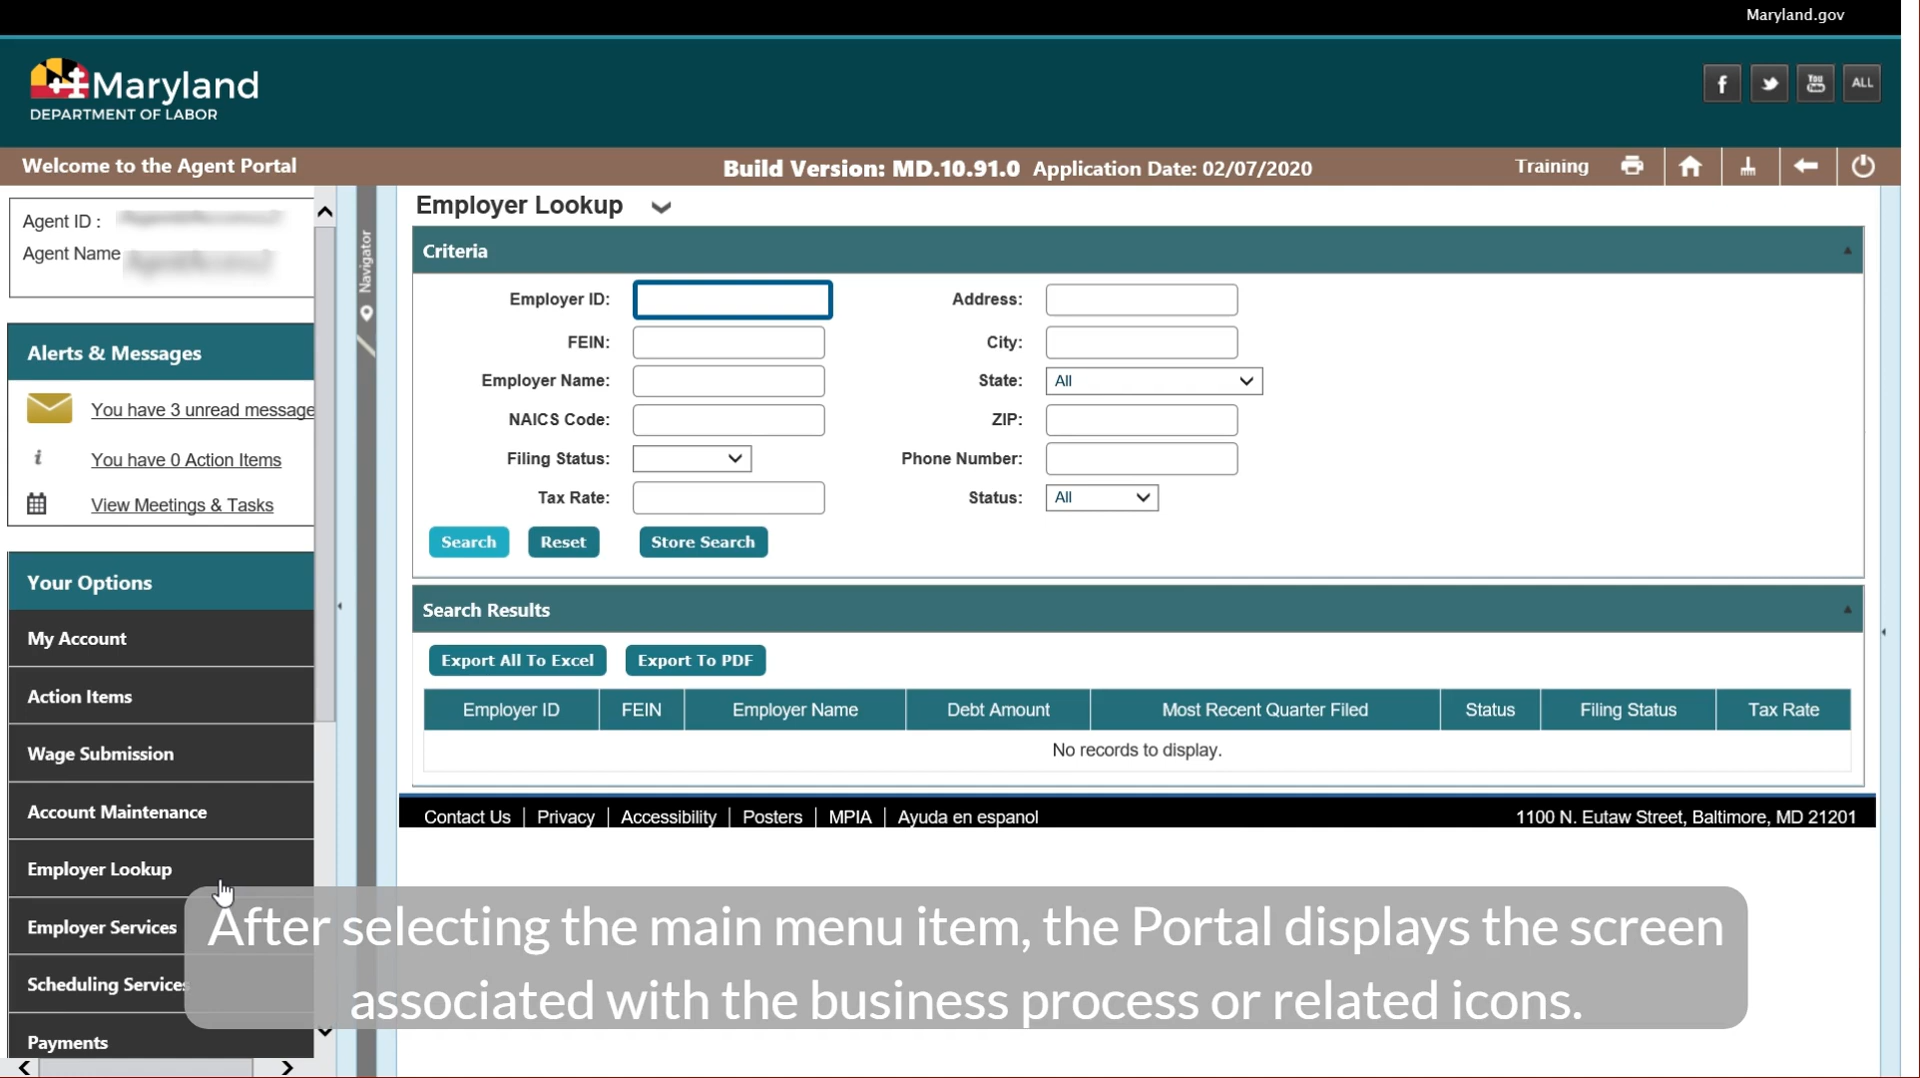 Maryland.gov
Maryland
DEPARTMENT OF LABOR
f
You
ALL
Welcome to the Agent Portal
Build Version: MD.10.91.0 Application Date: 02/07/2020
Training
Agent ID :
Agent Name
Navigator
Employer Lookup
Criteria
Employer ID:
Address:
FEIN:
City:
Employer Name:
State: All
NAICS Code:
ZIP:
Filing Status:
Phone Number:
Tax Rate:
Status: All
Search Reset Store Search
Alerts & Messages
You have 3 unread message
i You have 0 Action Items
View Meetings & Tasks
Your Options
My Account
Action Items
Wage Submission
Account Maintenance
Employer Lookup
Employer Services
Scheduling Services
Payments
Search Results
Export All To Excel Export To PDF
Employer ID FEIN Employer Name Debt Amount Most Recent Quarter Filed Status Filing Status Tax Rate
No records to display.
Contact Us | Privacy | Accessibility | Posters | MPIA | Ayuda en espanol
1100 N. Eutaw Street, Baltimore, MD 21201
After selecting the main menu item, the Portal displays the screen
associated with the business process or related icons.